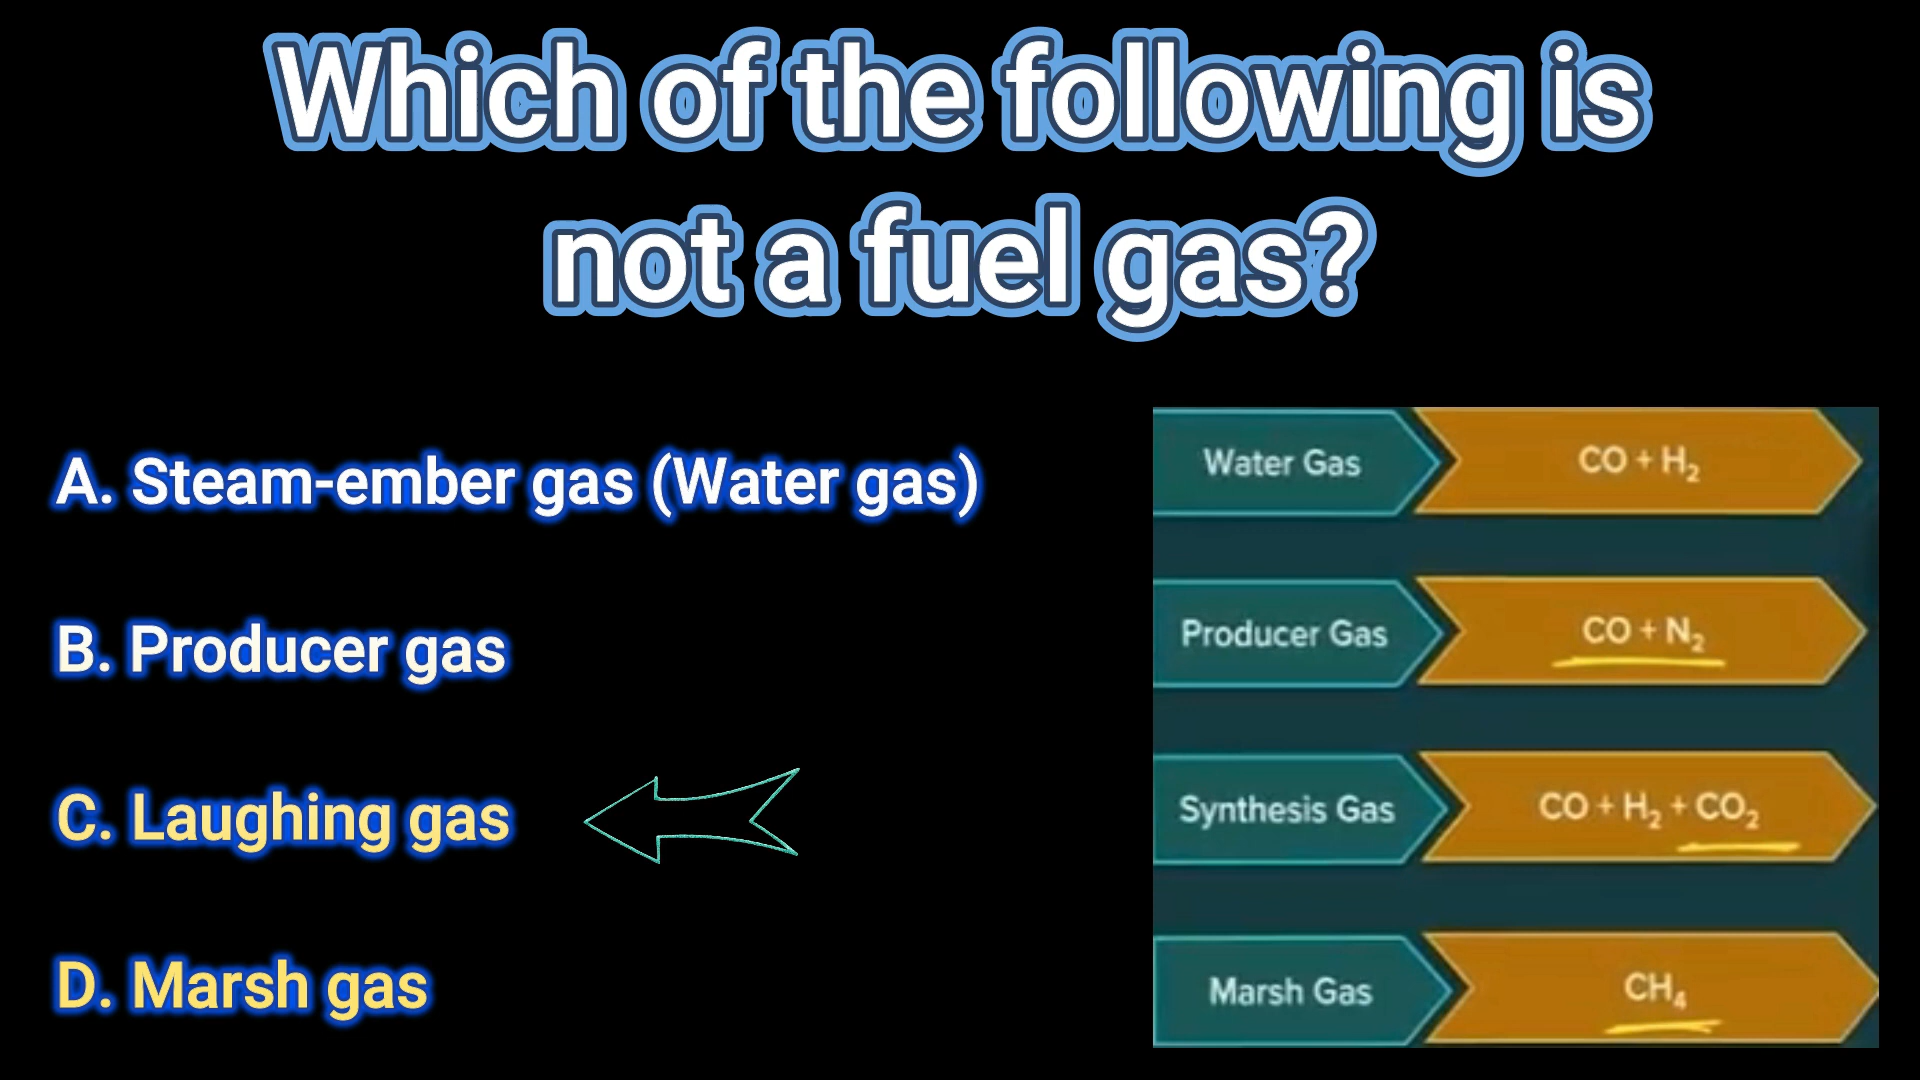 Which of the following is
not a fuel gas?
A. Steam-ember gas (Water gas)
B. Producer gas
C. Laughing gas
D. Marsh gas
Water Gas CO + H₂
Producer Gas CO + N₂
Synthesis Gas CO + H₂ + CO₂
Marsh Gas CH₄